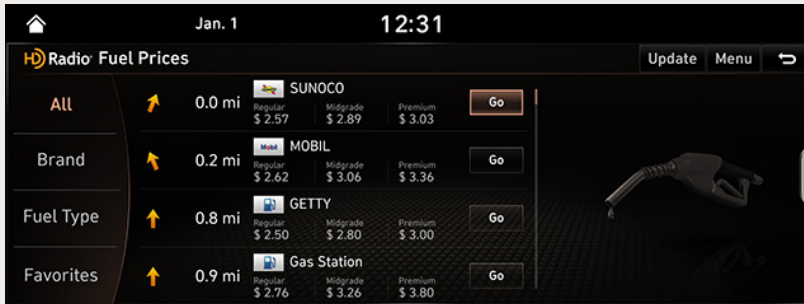 Jan. 1 12:31
HD Radio Fuel Prices Update Menu
All
Brand
Fuel Type
Favorites
0.0 mi SUNOCO Go
Regular Midgrade Premium
$ 2.57 $ 2.89 $ 3.03
0.2 mi Mobil MOBIL Go
Regular Midgrade Premium
$ 2.62 $ 3.06 $ 3.36
0.8 mi GETTY Go
Regular Midgrade Premium
$ 2.50 $ 2.80 $ 3.00
0.9 mi Gas Station Go
Regular Midgrade Premium
$ 2.76 $ 3.26 $ 3.80